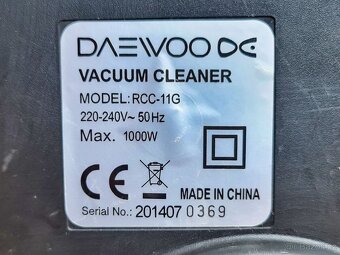 DAEWOO
VACUUM CLEANER
MODEL: RCC-11G
220-240V~ 50Hz
Max. 1000W
CE
MADE IN CHINA
Serial No.: 201407 0369